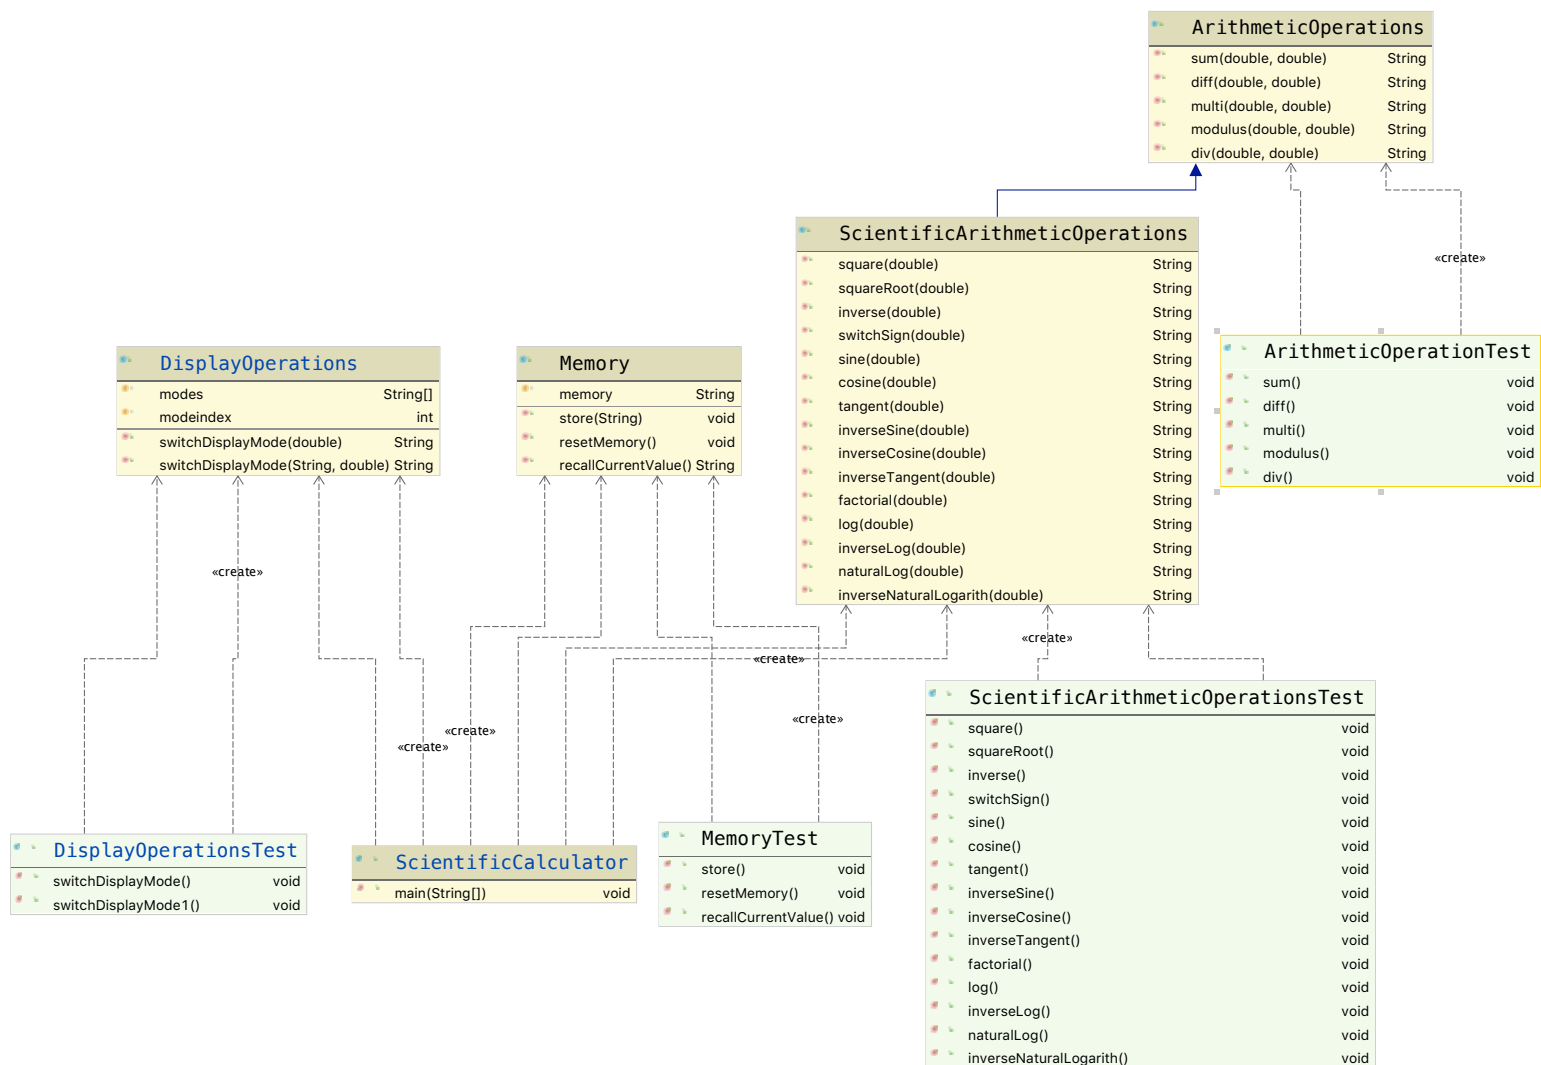 ArithmeticOperations
sum(double, double) String
diff(double, double) String
multi(double, double) String
modulus(double, double) String
div(double, double) String
ScientificArithmeticOperations
square(double) String
squareRoot(double) String
inverse(double) String
switchSign(double) String
sine(double) String
cosine(double) String
tangent(double) String
inverseSine(double) String
inverseCosine(double) String
inverseTangent(double) String
factorial(double) String
log(double) String
inverseLog(double) String
naturalLog(double) String
inverseNaturalLogarith(double) String
«create»
ArithmeticOperationTest
sum() void
diff() void
multi() void
modulus() void
div() void
DisplayOperations
modes String[]
modeindex int
switchDisplayMode(double) String
switchDisplayMode(String, double) String
Memory
memory String
store(String) void
resetMemory() void
recallCurrentValue() String
«create»
«create»
«create»
«create»
«create»
«create»
DisplayOperationsTest
switchDisplayMode() void
switchDisplayMode1() void
ScientificCalculator
main(String[]) void
MemoryTest
store() void
resetMemory() void
recallCurrentValue() void
ScientificArithmeticOperationsTest
square() void
squareRoot() void
inverse() void
switchSign() void
sine() void
cosine() void
tangent() void
inverseSine() void
inverseCosine() void
inverseTangent() void
factorial() void
log() void
inverseLog() void
naturalLog() void
inverseNaturalLogarith() void